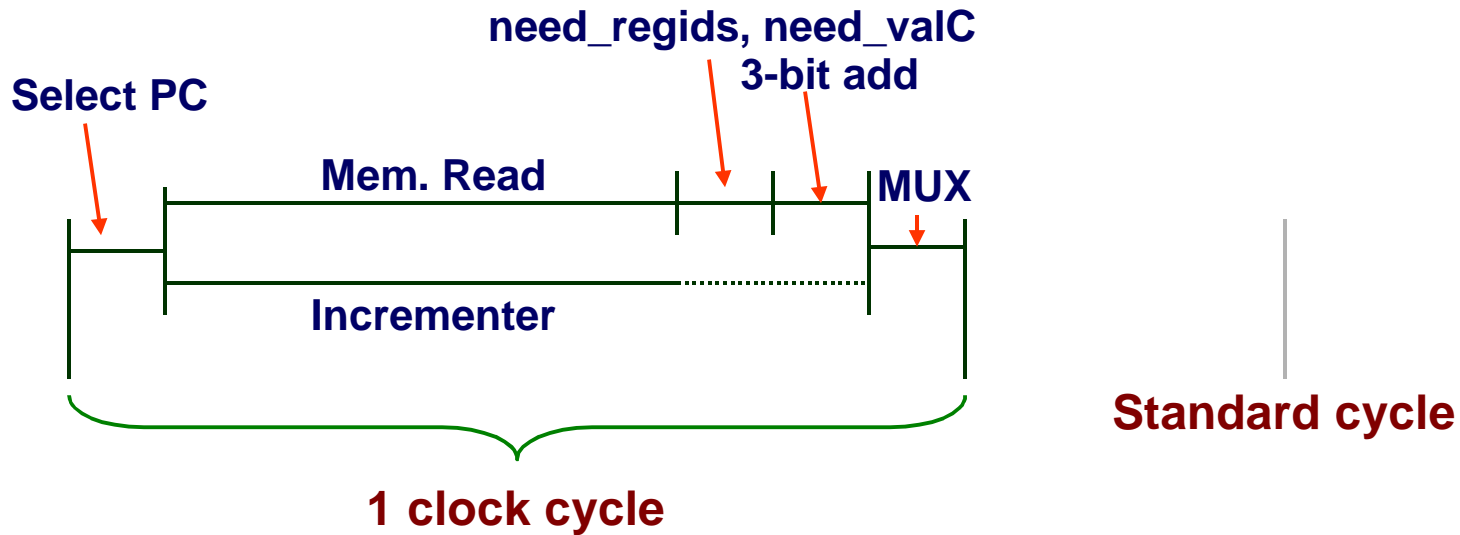 need_regids, need_valC
3-bit add
Select PC
Mem. Read
MUX
Incrementer
Standard cycle
1 clock cycle